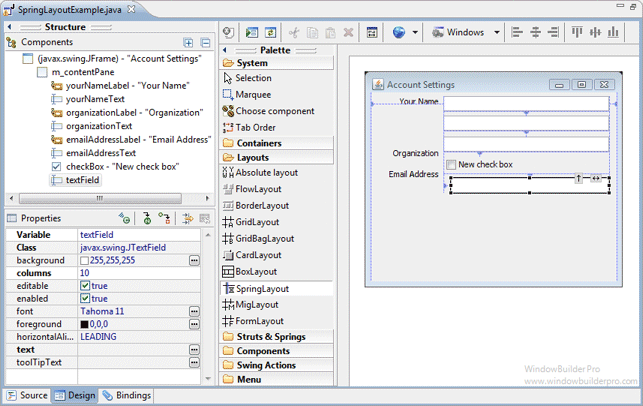 SpringLayoutExample.java
Structure
Components
(javax.swing.JFrame) - "Account Settings"
m_contentPane
yourNameLabel - "Your Name"
yourNameText
organizationLabel - "Organization"
organizationText
emailAddressLabel - "Email Address"
emailAddressText
checkBox - "New check box"
textField
Properties
Variable textField
Class javax.swing.JTextField
background 255,255,255
columns 10
editable true
enabled true
font Tahoma 11
foreground 0,0,0
horizontalAli... LEADING
text
toolTipText
Palette
System
Selection
Marquee
Choose component
Tab Order
Containers
Layouts
Absolute layout
FlowLayout
BorderLayout
GridLayout
GridBagLayout
CardLayout
BoxLayout
SpringLayout
MigLayout
FormLayout
Struts & Springs
Components
Swing Actions
Menu
Windows
Account Settings
Your Name
Organization
New check box
Email Address
WindowBuilder Pro
www.windowbuilderpro.com
Source Design Bindings